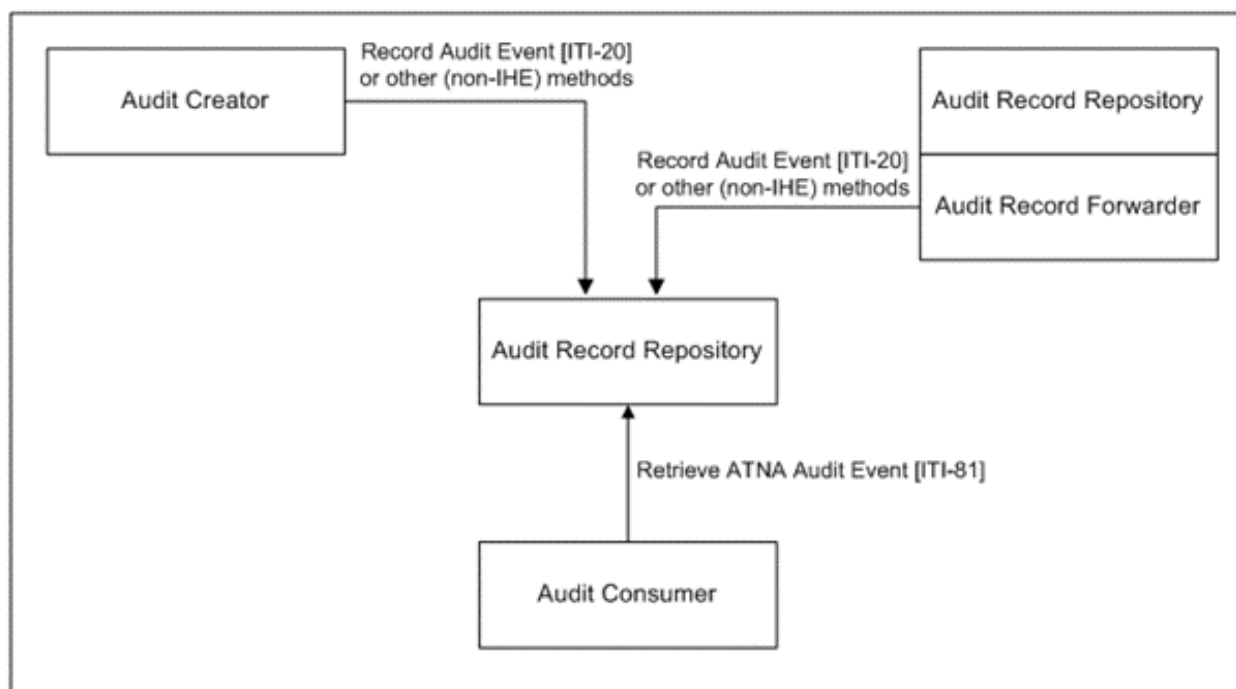 Record Audit Event [ITI-20]
or other (non-IHE) methods
Audit Creator
Audit Record Repository
Record Audit Event [ITI-20]
or other (non-IHE) methods
Audit Record Forwarder
Audit Record Repository
Retrieve ATNA Audit Event [ITI-81]
Audit Consumer